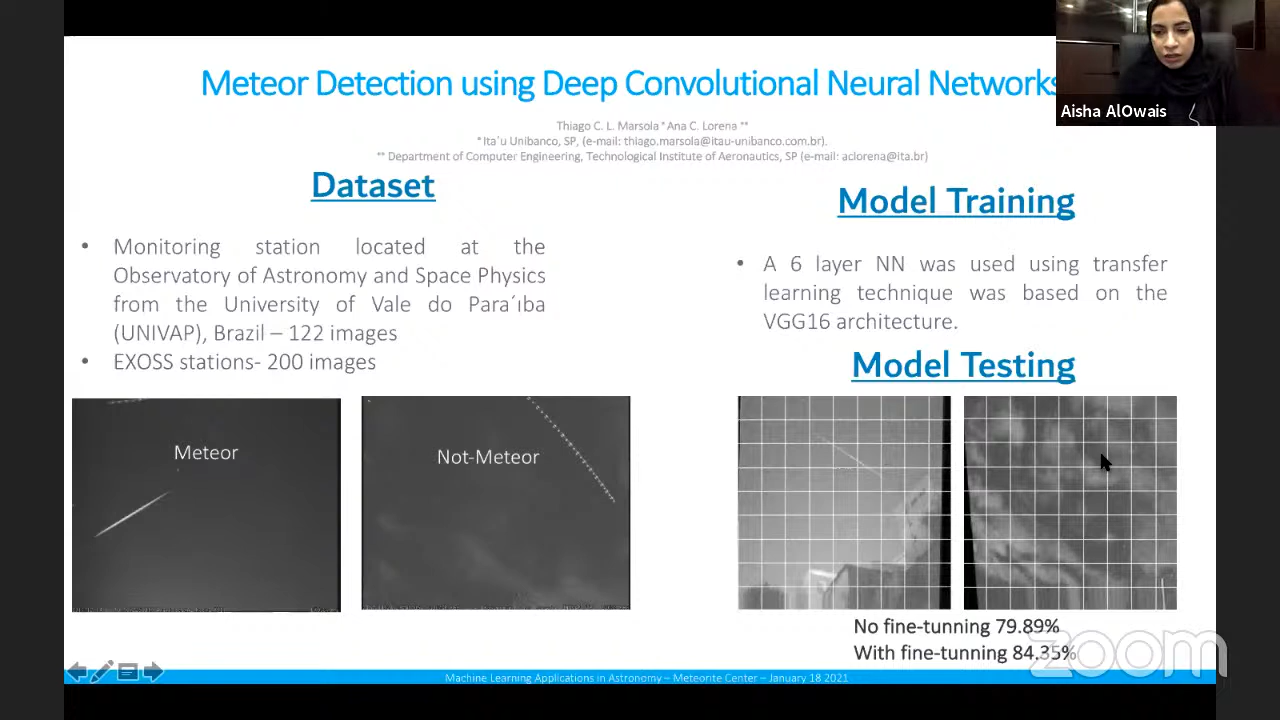 Meteor Detection using Deep Convolutional Neural Networks
Thiago C. L. Marsola * Ana C. Lorena **
* Ita´u Unibanco, SP, (e-mail: thiago.marsola@itau-unibanco.com.br).
** Department of Computer Engineering, Technological Institute of Aeronautics, SP (e-mail: aclorena@ita.br)
Aisha AlOwais
Dataset
• Monitoring station located at the
Observatory of Astronomy and Space Physics
from the University of Vale do Para´ıba
(UNIVAP), Brazil – 122 images
• EXOSS stations- 200 images
Meteor
Not-Meteor
Model Training
• A 6 layer NN was used using transfer
learning technique was based on the
VGG16 architecture.
Model Testing
No fine-tunning 79.89%
With fine-tunning 84.35%
zoom
Machine Learning Applications in Astronomy – Meteorite Center – January 18 2021